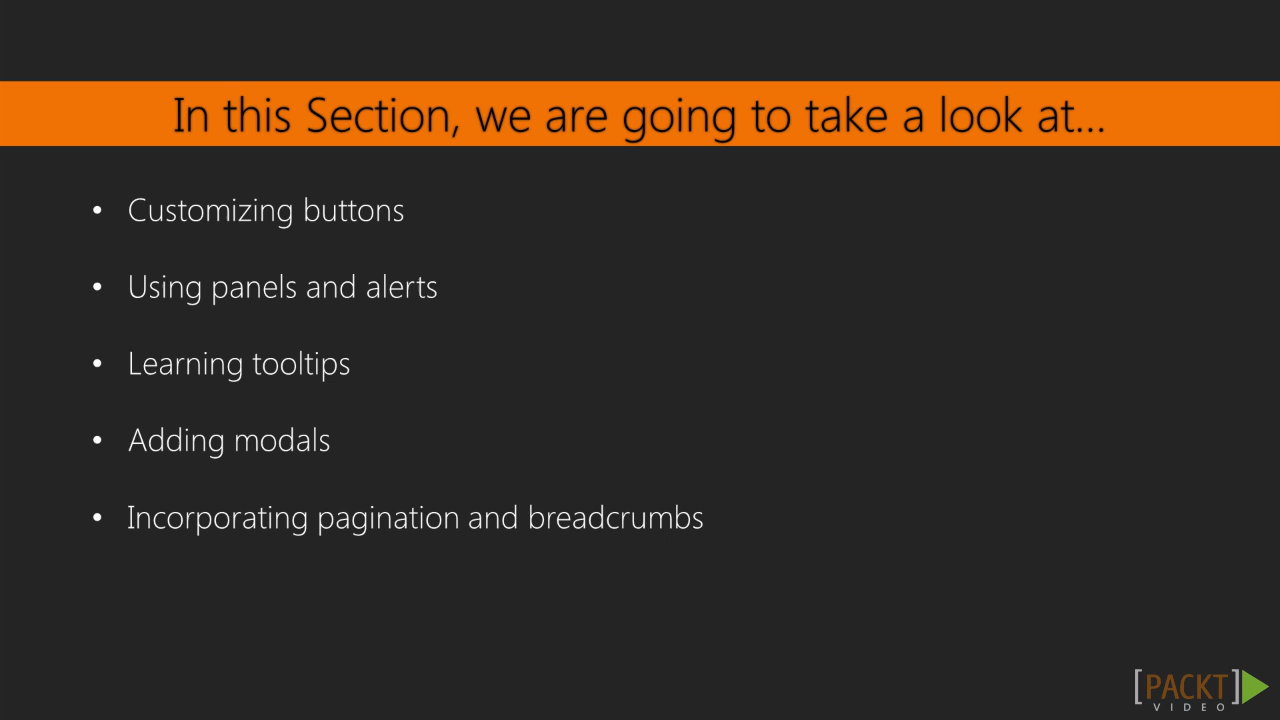 In this Section, we are going to take a look at...
• Customizing buttons
• Using panels and alerts
• Learning tooltips
• Adding modals
• Incorporating pagination and breadcrumbs
[PACKT]
VIDEO